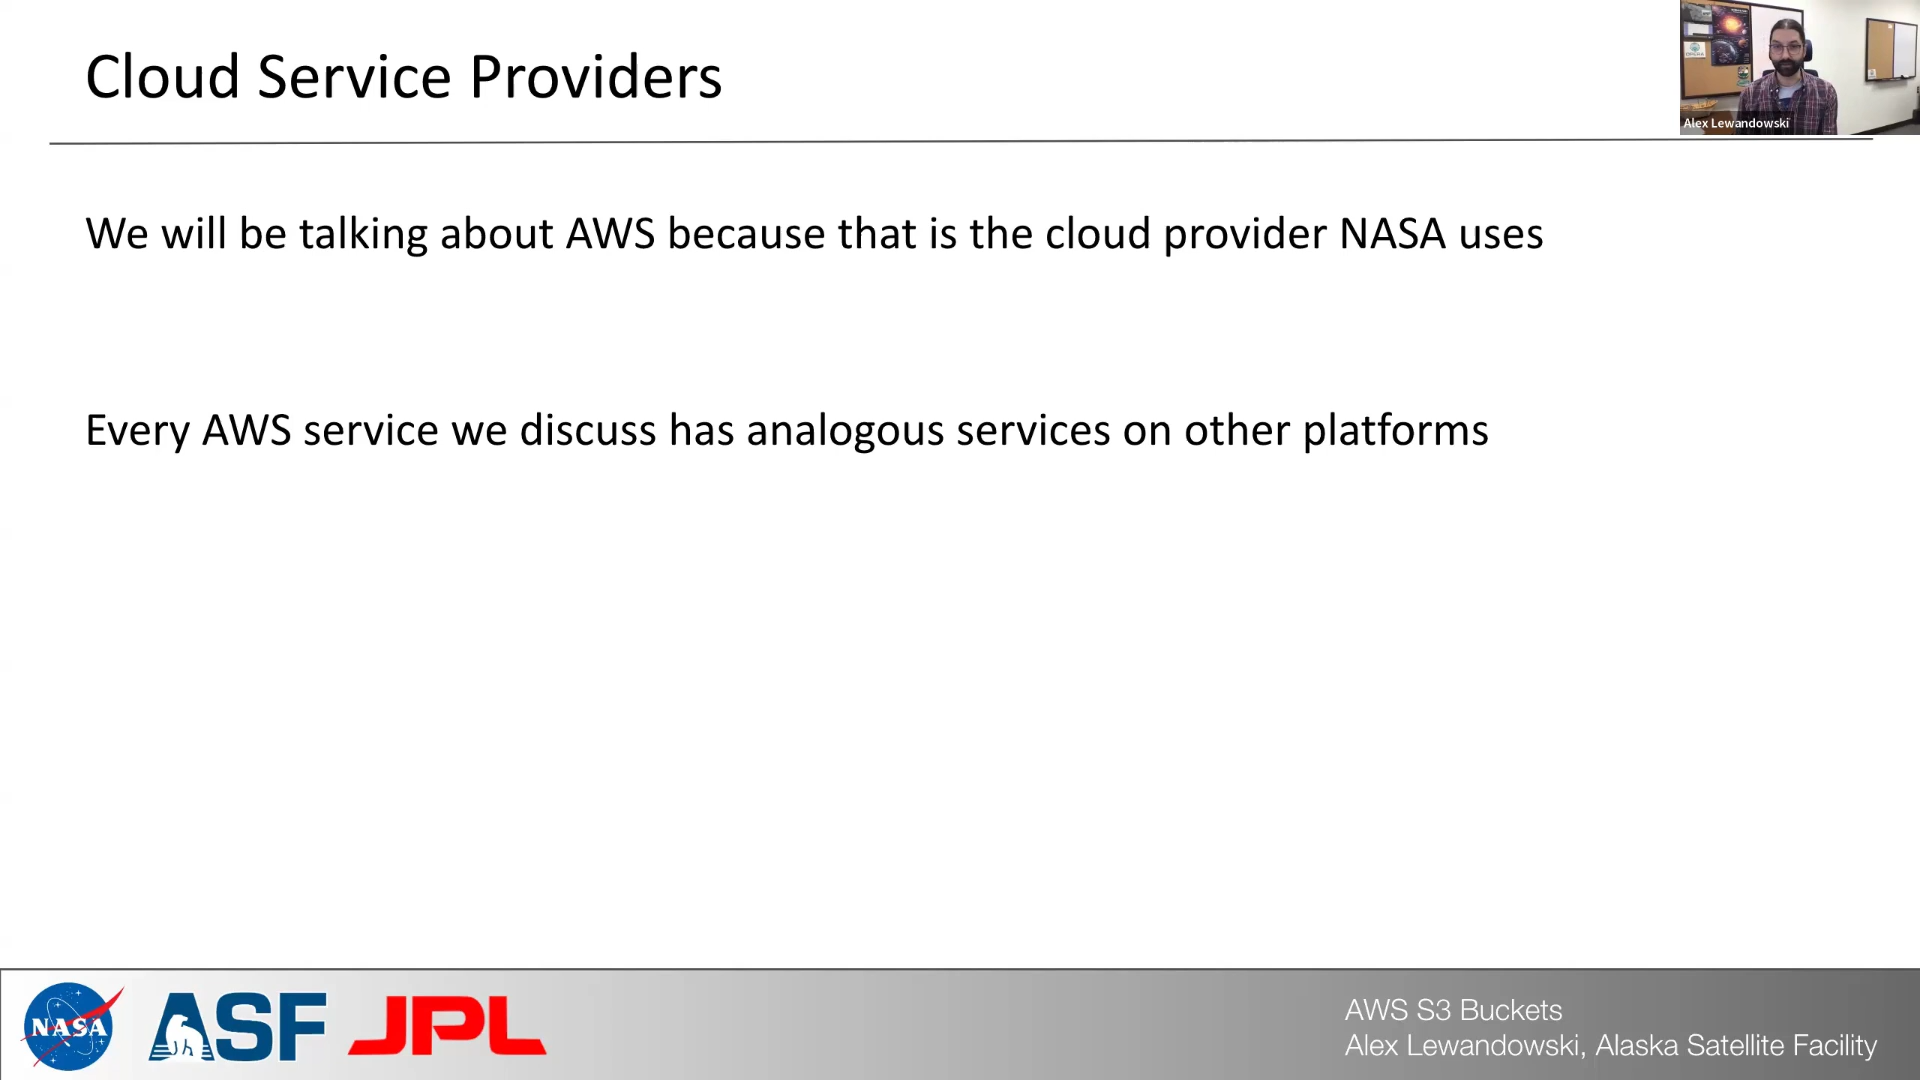 Cloud Service Providers
Alex Lewandowski
We will be talking about AWS because that is the cloud provider NASA uses
Every AWS service we discuss has analogous services on other platforms
NASA
ASF
JPL
AWS S3 Buckets
Alex Lewandowski, Alaska Satellite Facility